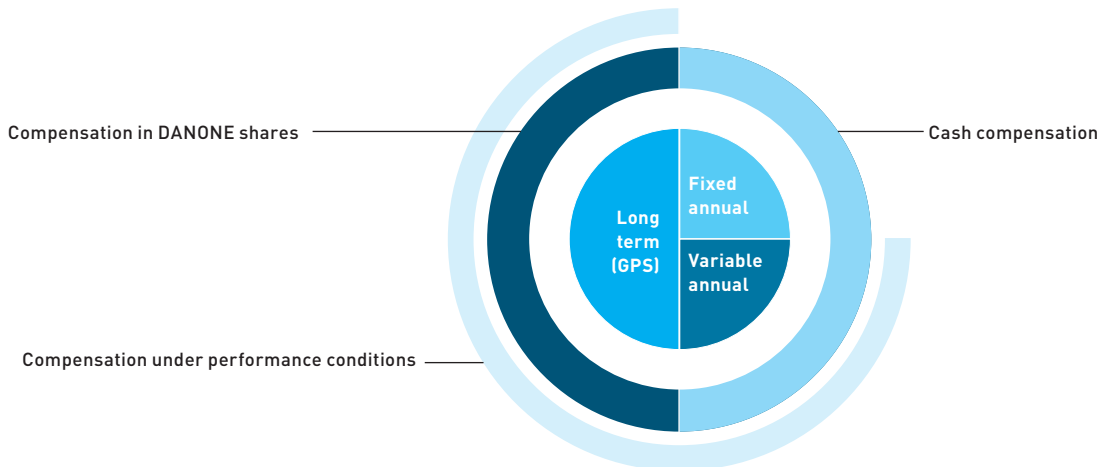 Compensation in DANONE shares
Cash compensation
Fixed
annual
Long
term
(GPS)
Variable
annual
Compensation under performance conditions